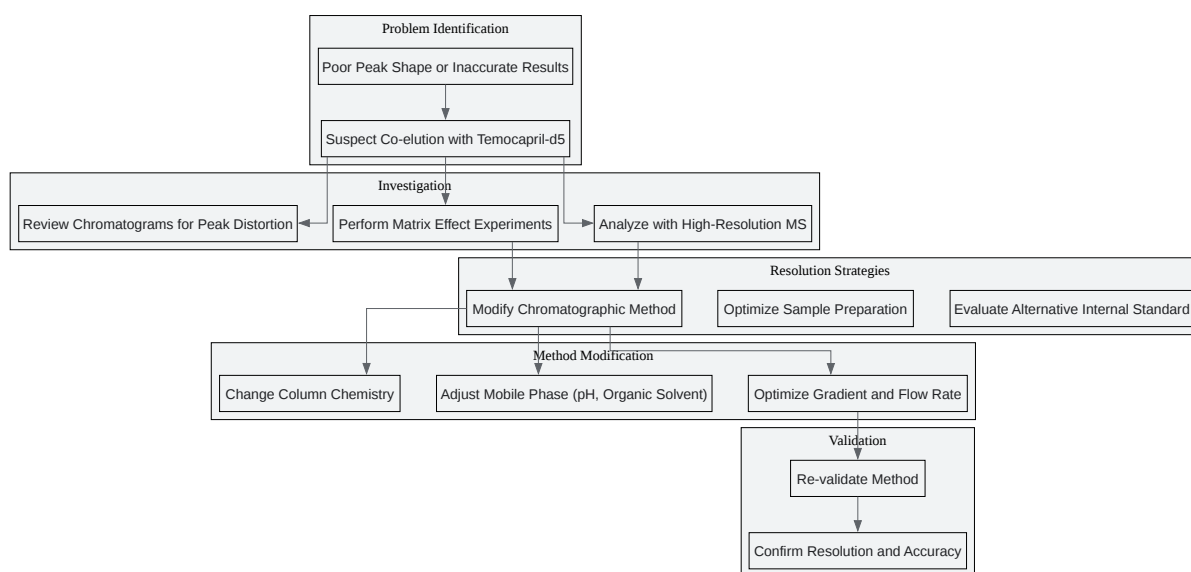 Problem Identification
Poor Peak Shape or Inaccurate Results
Suspect Co-elution with Temocapril-d5
Investigation
Review Chromatograms for Peak Distortion
Perform Matrix Effect Experiments
Analyze with High-Resolution MS
Resolution Strategies
Modify Chromatographic Method
Optimize Sample Preparation
Evaluate Alternative Internal Standard
Method Modification
Change Column Chemistry
Adjust Mobile Phase (pH, Organic Solvent)
Optimize Gradient and Flow Rate
Validation
Re-validate Method
Confirm Resolution and Accuracy